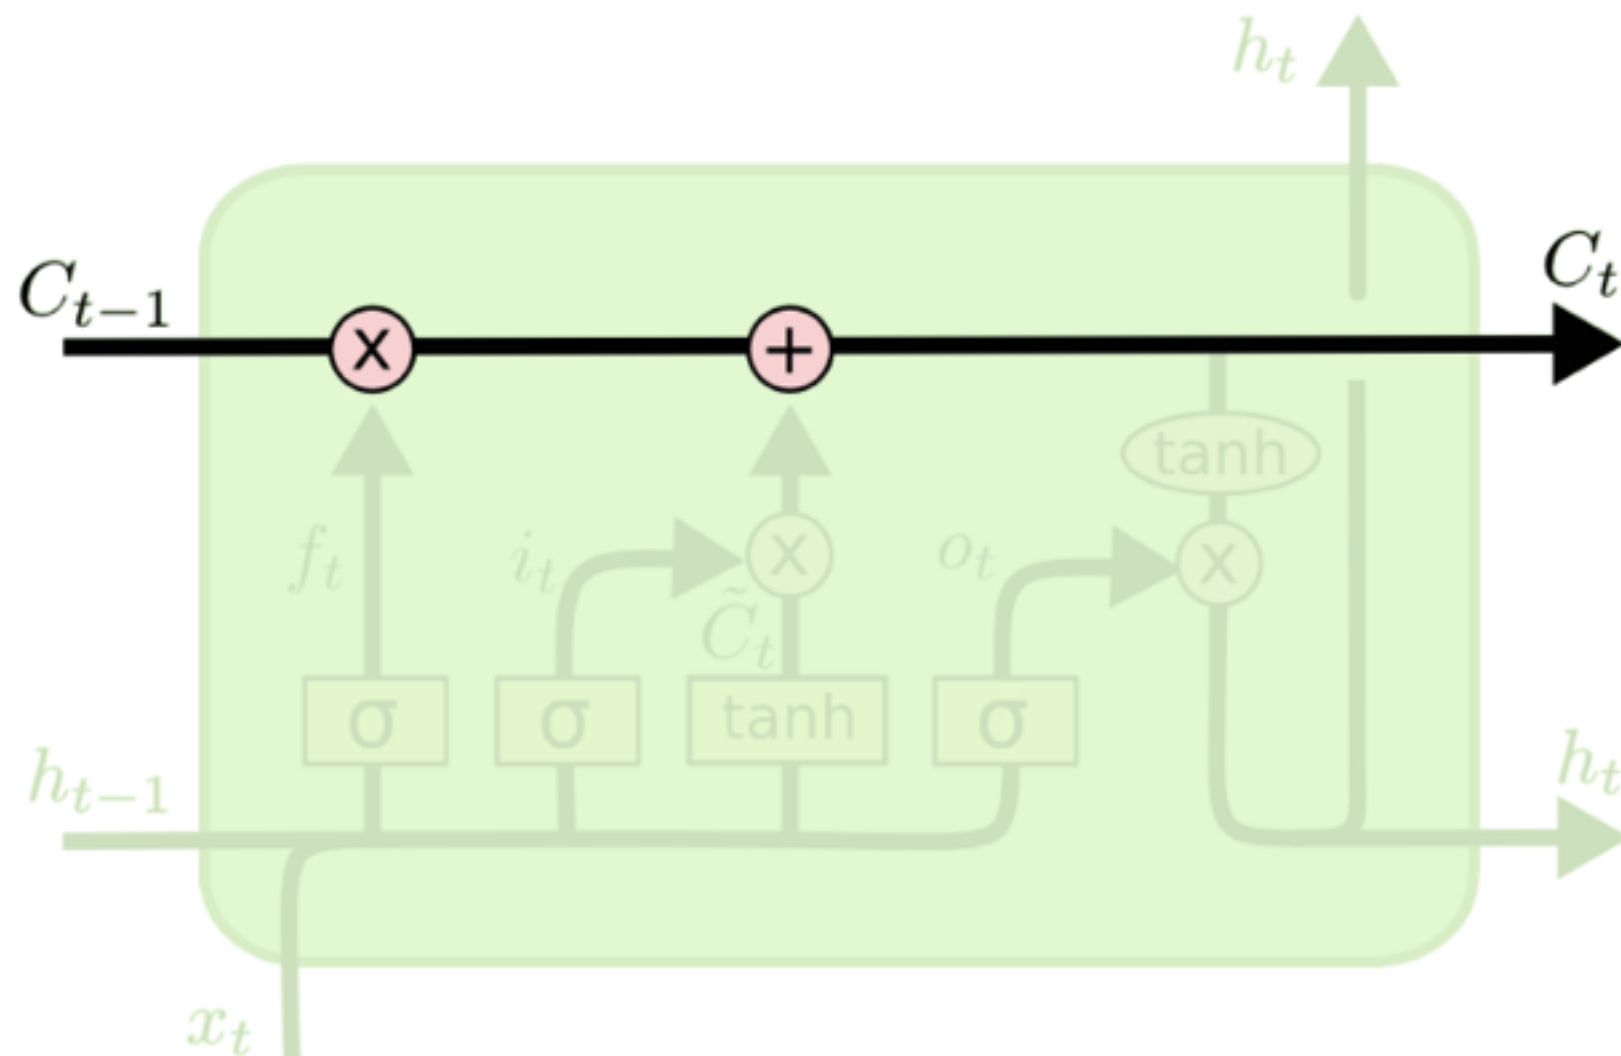 h_t
C_{t-1} C_t
x +
tanh
f_t i_t x o_t x
C̃_t
σ σ tanh σ
h_{t-1} h_t
x_t